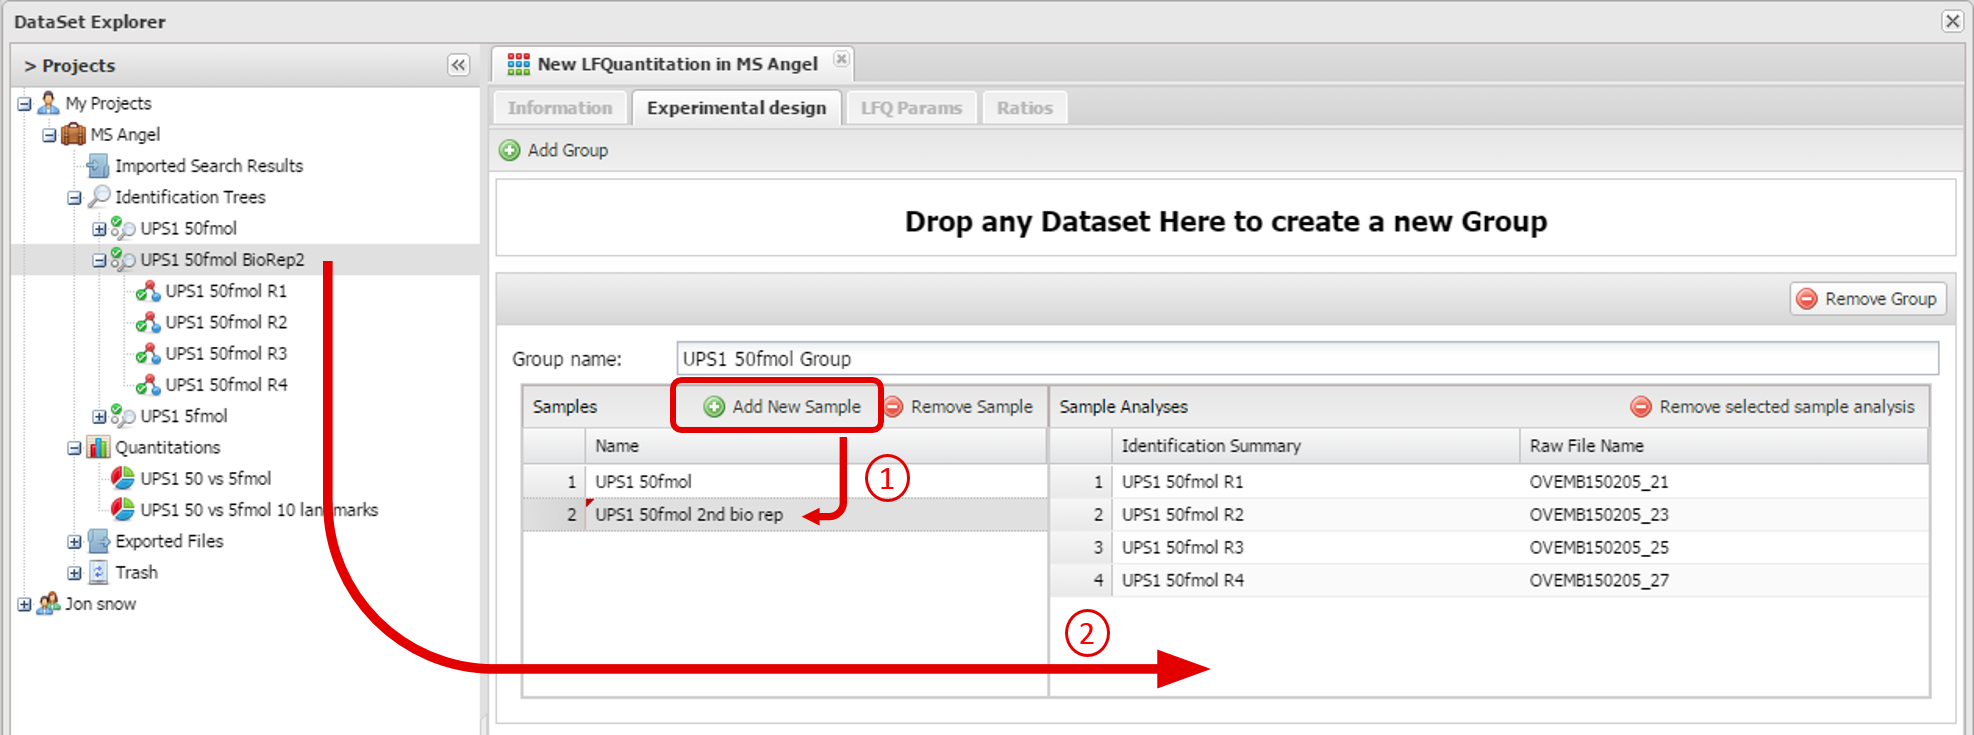 DataSet Explorer
> Projects
My Projects
MS Angel
Imported Search Results
Identification Trees
UPS1 50fmol
UPS1 50fmol BioRep2
UPS1 50fmol R1
UPS1 50fmol R2
UPS1 50fmol R3
UPS1 50fmol R4
UPS1 5fmol
Quantitations
UPS1 50 vs 5fmol
UPS1 50 vs 5fmol 10 landmarks
Exported Files
Trash
Jon snow
New LFQuantitation in MS Angel
Information Experimental design LFQ Params Ratios
Add Group
Drop any Dataset Here to create a new Group
Remove Group
Group name: UPS1 50fmol Group
Samples Add New Sample Remove Sample
Name
1 UPS1 50fmol
2 UPS1 50fmol 2nd bio rep
1
Sample Analyses Remove selected sample analysis
Identification Summary Raw File Name
1 UPS1 50fmol R1 OVEMB150205_21
2 UPS1 50fmol R2 OVEMB150205_23
3 UPS1 50fmol R3 OVEMB150205_25
4 UPS1 50fmol R4 OVEMB150205_27
2